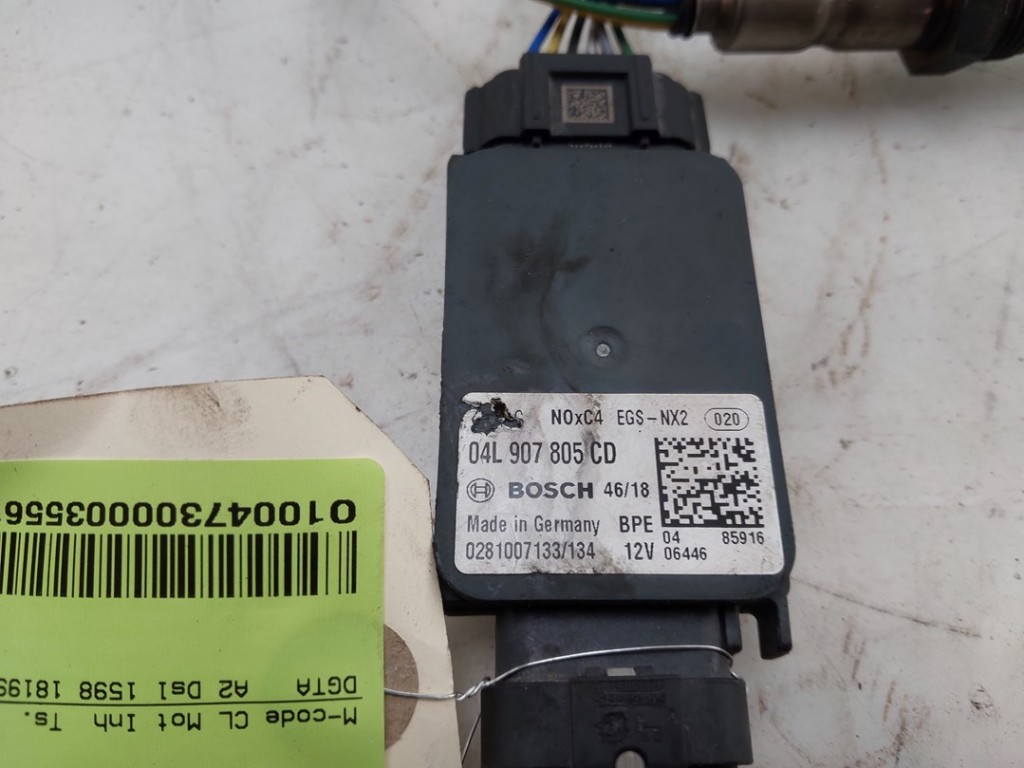 NOxC4 EGS-NX2 020
04L 907 805 CD
BOSCH 46/18
Made in Germany BPE
0281007133/134 12V
04 85916
06446
M-code CL Mot Inh Ts.
DGTA A2 Dsl 1598 18199
010047300003556